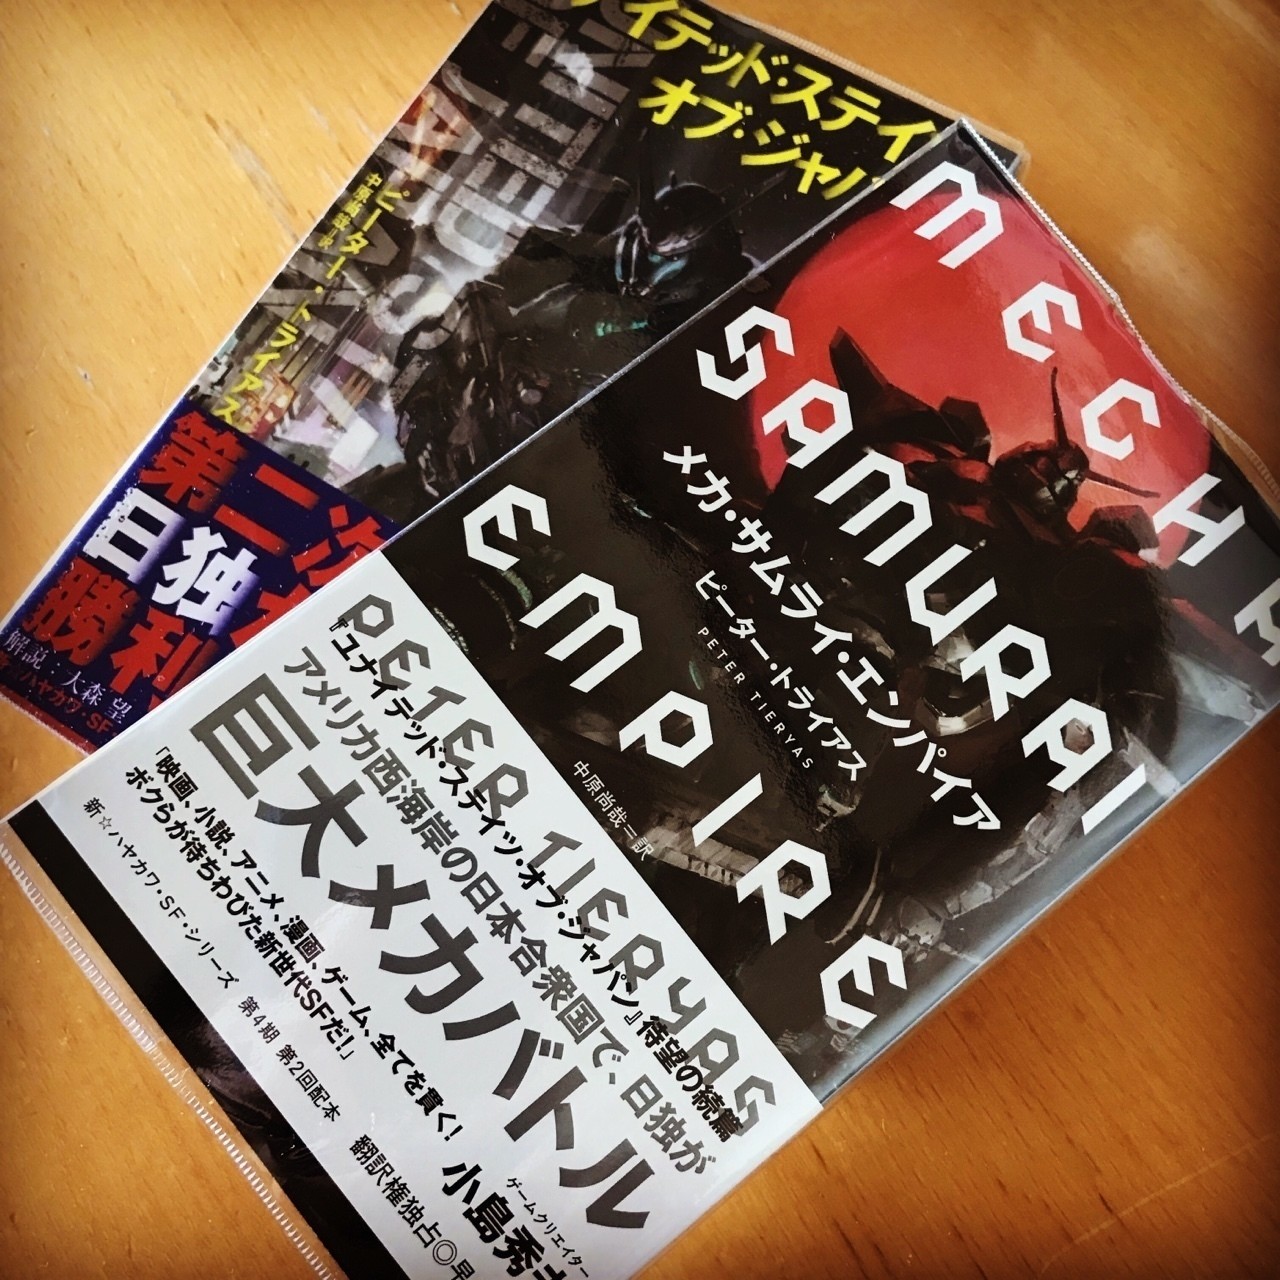 イテッド・ステイ
オブ・ジャパ
UNITED
ピーター・トライアス
中原尚哉=訳
第二次
日独
勝利
解説・大森 望
ハヤカワ・SF
MECHA
SAMURAI
EMPIRE
メカ・サムライ・エンパイア
ピーター・トライアス
PETER TIERYAS
中原尚哉=訳
PETER TIERYAS
『ユナイテッド・ステイツ・オブ・ジャパン』待望の続篇
アメリカ西海岸の日本合衆国で、日独が
巨大メカバトル
「映画、小説、アニメ、漫画、ゲーム、全てを貫く!
ボクらが待ちわびた新世代SFだ!」
ゲームクリエイター
小島秀夫
新☆ハヤカワ・SF・シリーズ 第4期 第2回配本 翻訳権独占◎早